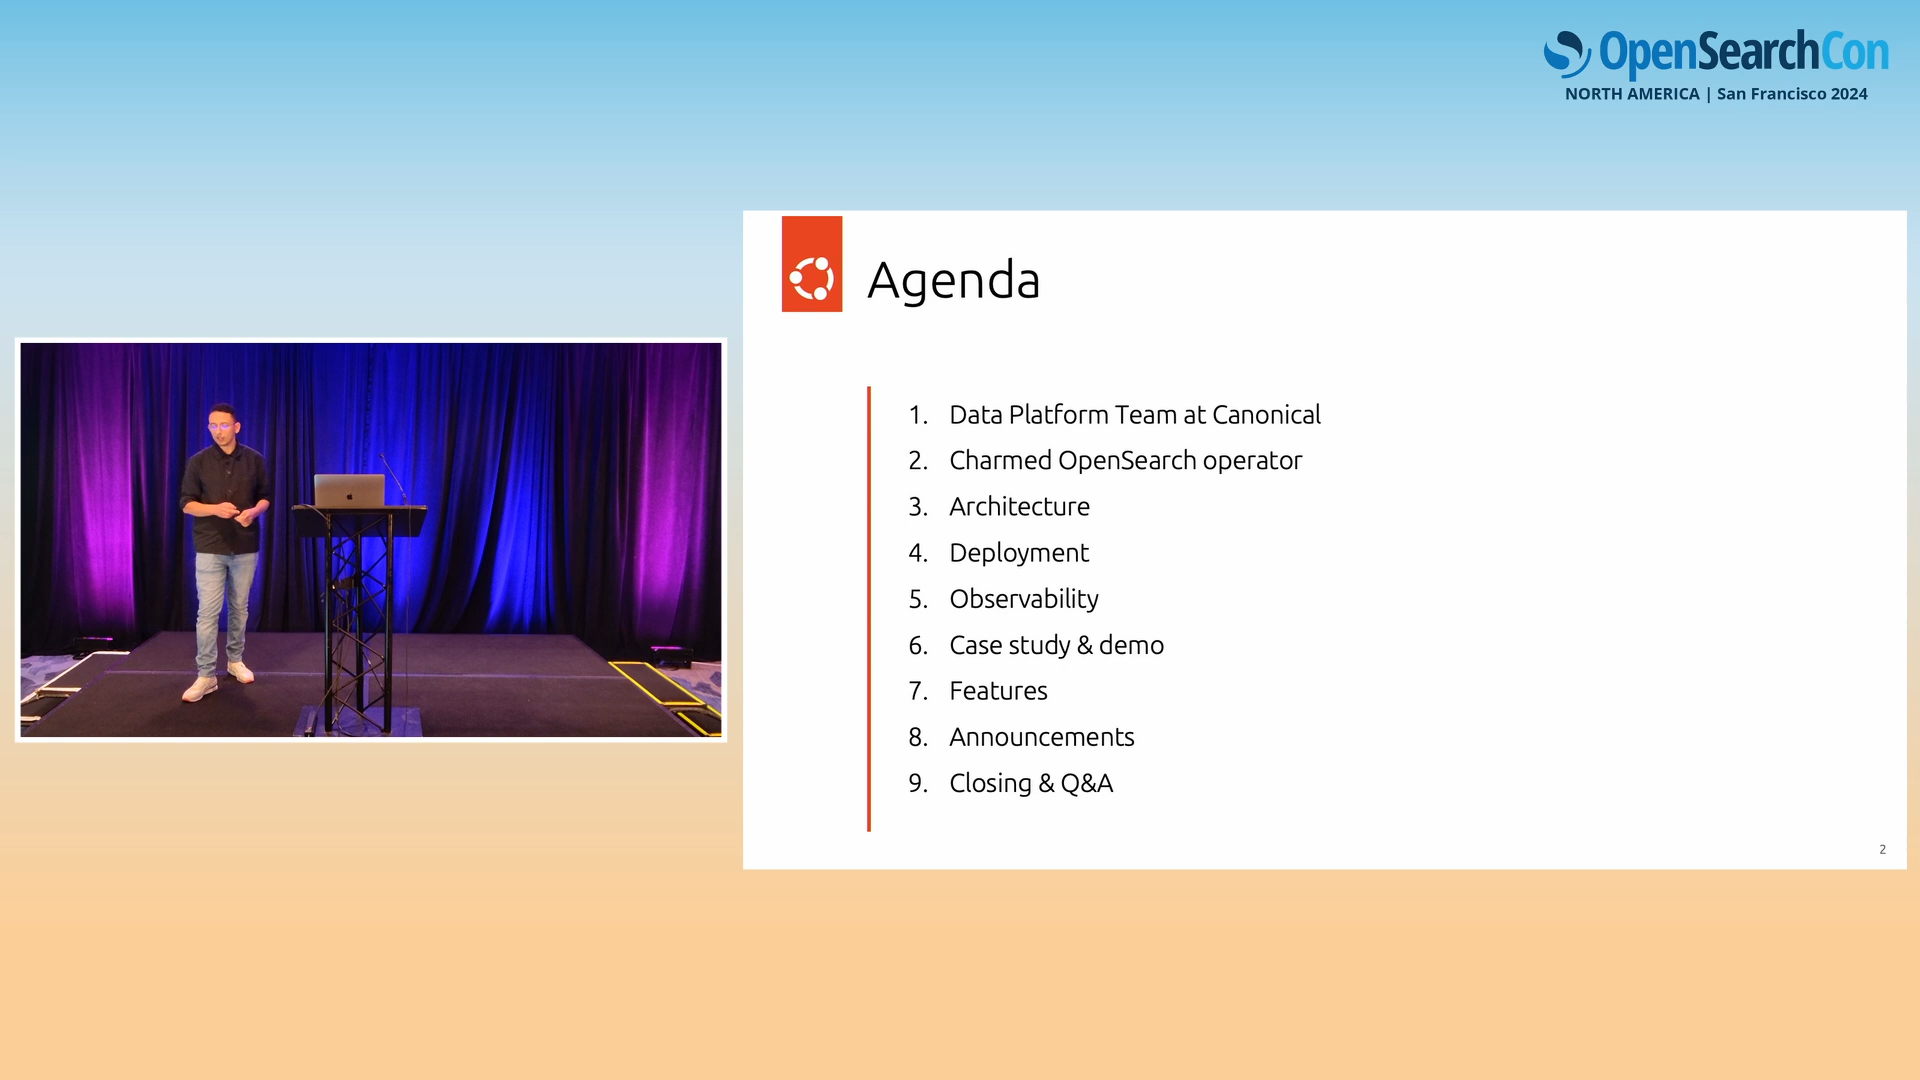 OpenSearchCon
NORTH AMERICA | San Francisco 2024
Agenda
1. Data Platform Team at Canonical
2. Charmed OpenSearch operator
3. Architecture
4. Deployment
5. Observability
6. Case study & demo
7. Features
8. Announcements
9. Closing & Q&A
2